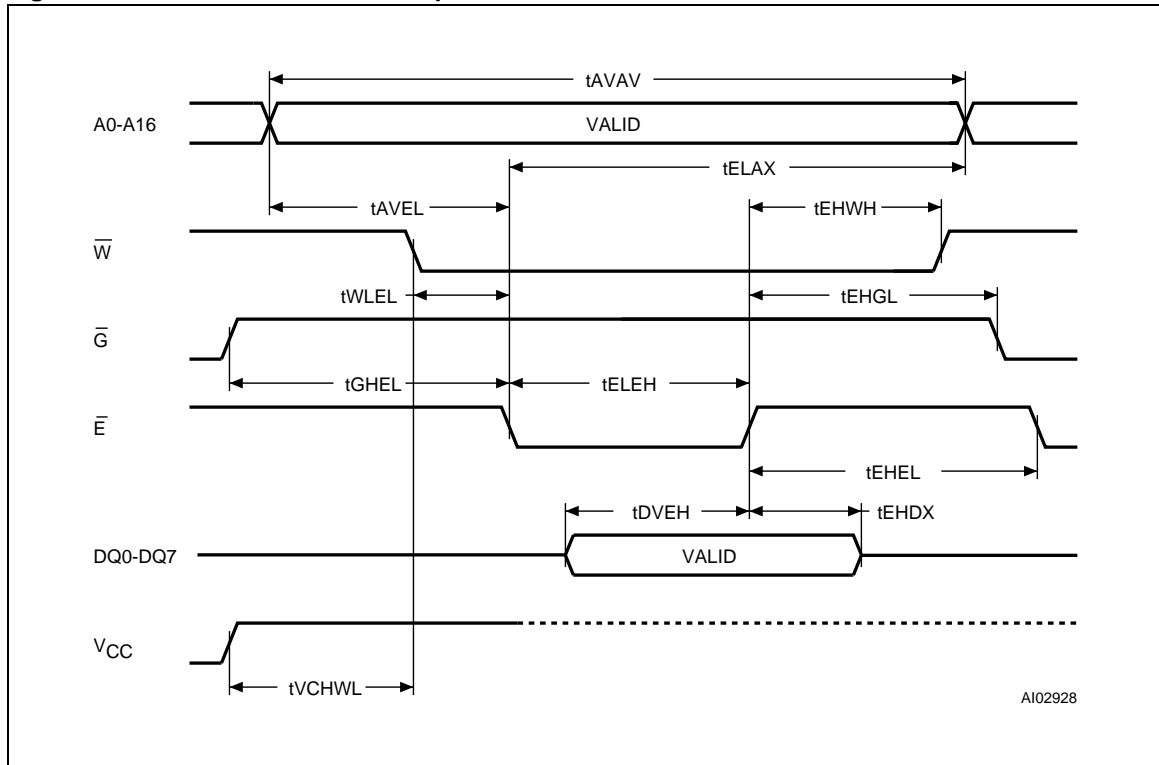 tAVAV
A0-A16
VALID
tELAX
tAVEL
tEHWH
W̅
tWLEL
tEHGL
G̅
tGHEL
tELEH
E̅
tEHEL
tDVEH
tEHDX
DQ0-DQ7
VALID
VCC
tVCHWL
AI02928